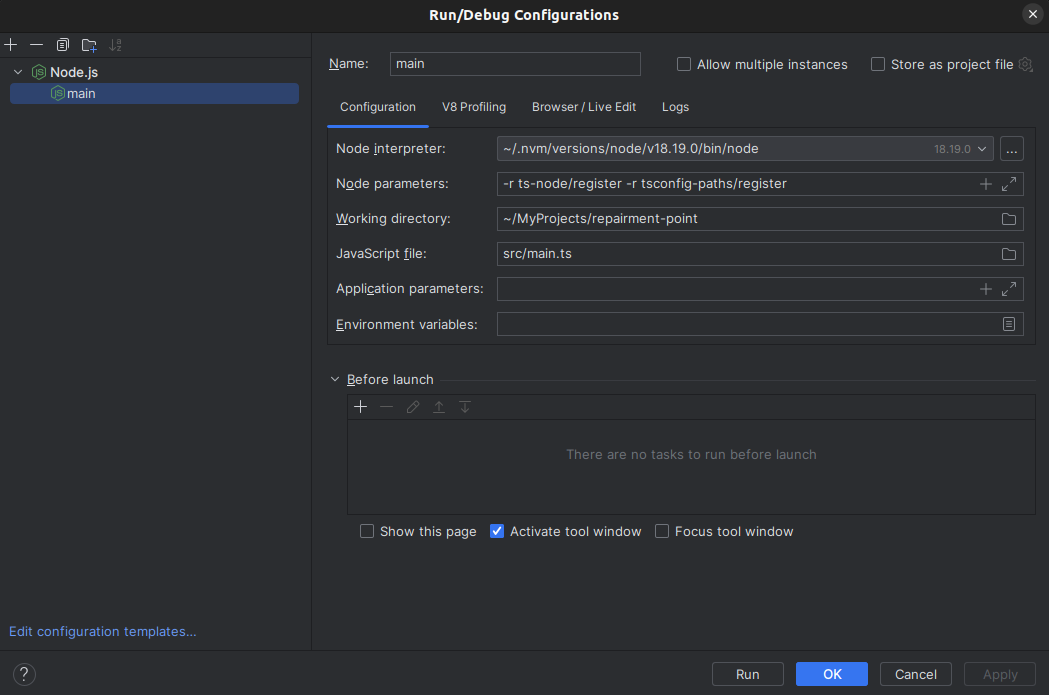 Run/Debug Configurations
Node.js
main
Name: main
Allow multiple instances
Store as project file
Configuration
V8 Profiling
Browser / Live Edit
Logs
Node interpreter: ~/.nvm/versions/node/v18.19.0/bin/node 18.19.0 ...
Node parameters: -r ts-node/register -r tsconfig-paths/register
Working directory: ~/MyProjects/repairment-point
JavaScript file: src/main.ts
Application parameters:
Environment variables:
Before launch
There are no tasks to run before launch
Show this page
Activate tool window
Focus tool window
Edit configuration templates...
?
Run
OK
Cancel
Apply